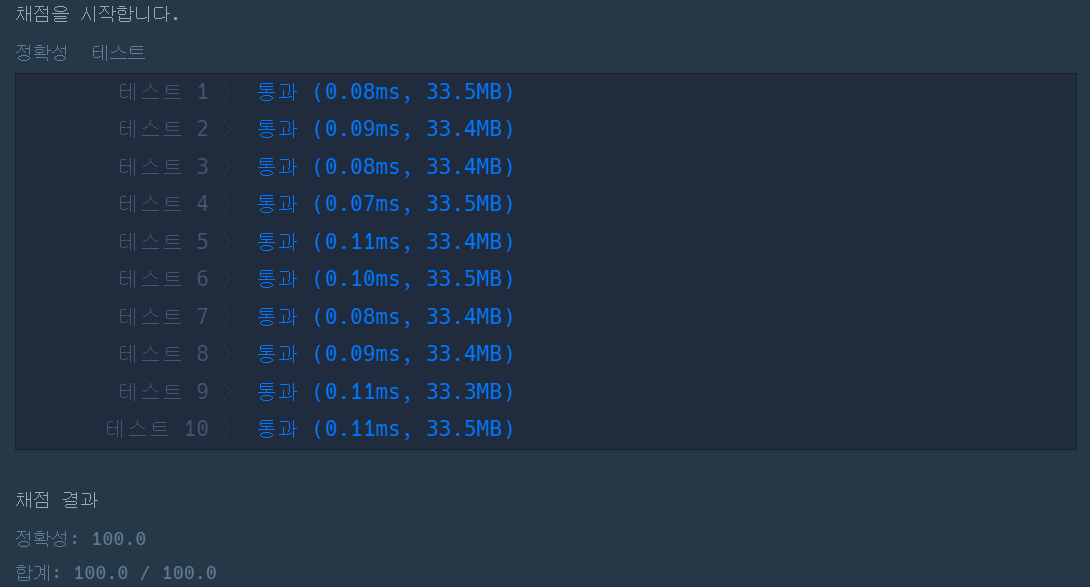 채점을 시작합니다.
정확성 테스트
테스트 1 〉 통과 (0.08ms, 33.5MB)
테스트 2 〉 통과 (0.09ms, 33.4MB)
테스트 3 〉 통과 (0.08ms, 33.4MB)
테스트 4 〉 통과 (0.07ms, 33.5MB)
테스트 5 〉 통과 (0.11ms, 33.4MB)
테스트 6 〉 통과 (0.10ms, 33.5MB)
테스트 7 〉 통과 (0.08ms, 33.4MB)
테스트 8 〉 통과 (0.09ms, 33.4MB)
테스트 9 〉 통과 (0.11ms, 33.3MB)
테스트 10 〉 통과 (0.11ms, 33.5MB)
채점 결과
정확성: 100.0
합계: 100.0 / 100.0